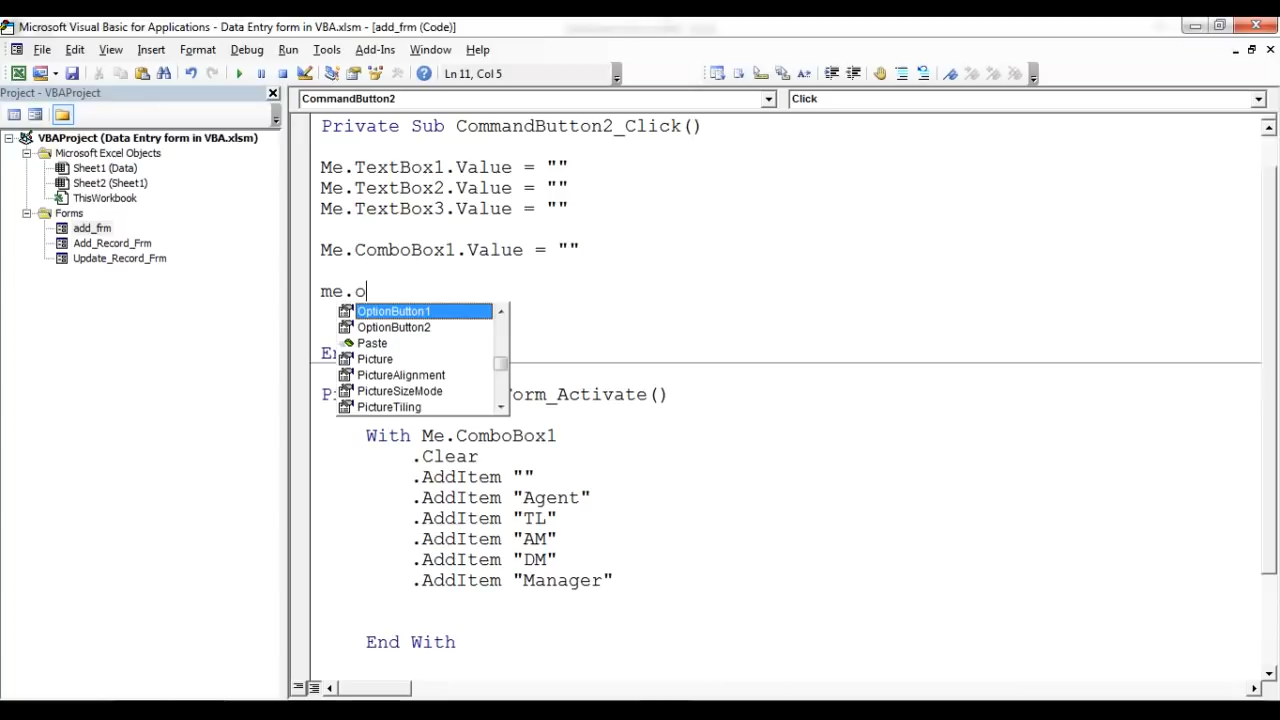 Microsoft Visual Basic for Applications - Data Entry form in VBA.xlsm - [add_frm (Code)]
File Edit View Insert Format Debug Run Tools Add-Ins Window Help
Ln 11, Col 5
Project - VBAProject
CommandButton2 Click
VBAProject (Data Entry form in VBA.xlsm)
Microsoft Excel Objects
Sheet1 (Data)
Sheet2 (Sheet1)
ThisWorkbook
Forms
add_frm
Add_Record_Frm
Update_Record_Frm
Private Sub CommandButton2_Click()
Me.TextBox1.Value = ""
Me.TextBox2.Value = ""
Me.TextBox3.Value = ""
Me.ComboBox1.Value = ""
me.o
OptionButton1
OptionButton2
Paste
Picture
PictureAlignment
PictureSizeMode
PictureTiling
orm_Activate()
With Me.ComboBox1
.Clear
.AddItem ""
.AddItem "Agent"
.AddItem "TL"
.AddItem "AM"
.AddItem "DM"
.AddItem "Manager"
End With